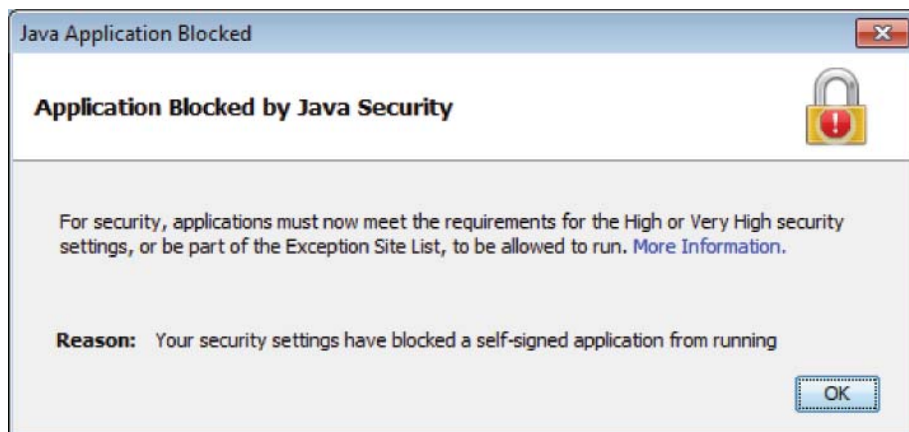 Java Application Blocked
Application Blocked by Java Security
For security, applications must now meet the requirements for the High or Very High security
settings, or be part of the Exception Site List, to be allowed to run. More Information.
Reason: Your security settings have blocked a self-signed application from running
OK